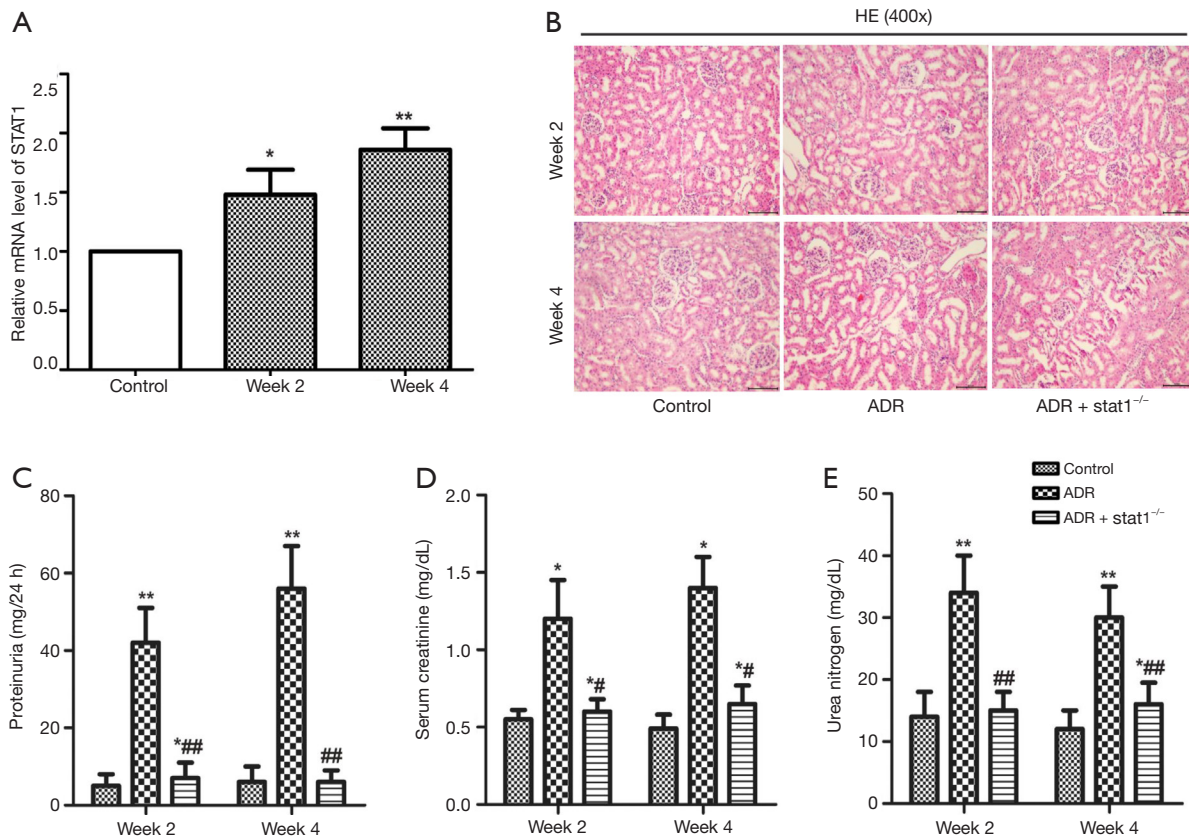 A
Relative mRNA level of STAT1
2.5
2.0
1.5
1.0
0.5
0.0
*
**
Control
Week 2
Week 4
B
HE (400x)
Week 2
Week 4
Control
ADR
ADR + stat1⁻/⁻
C
Proteinuria (mg/24 h)
80
60
40
20
0
**
*##
**
##
Week 2
Week 4
D
Serum creatinine (mg/dL)
2.0
1.5
1.0
0.5
0.0
*
*#
*
*#
Week 2
Week 4
E
Control
ADR
ADR + stat1⁻/⁻
Urea nitrogen (mg/dL)
50
40
30
20
10
0
**
##
**
*##
Week 2
Week 4